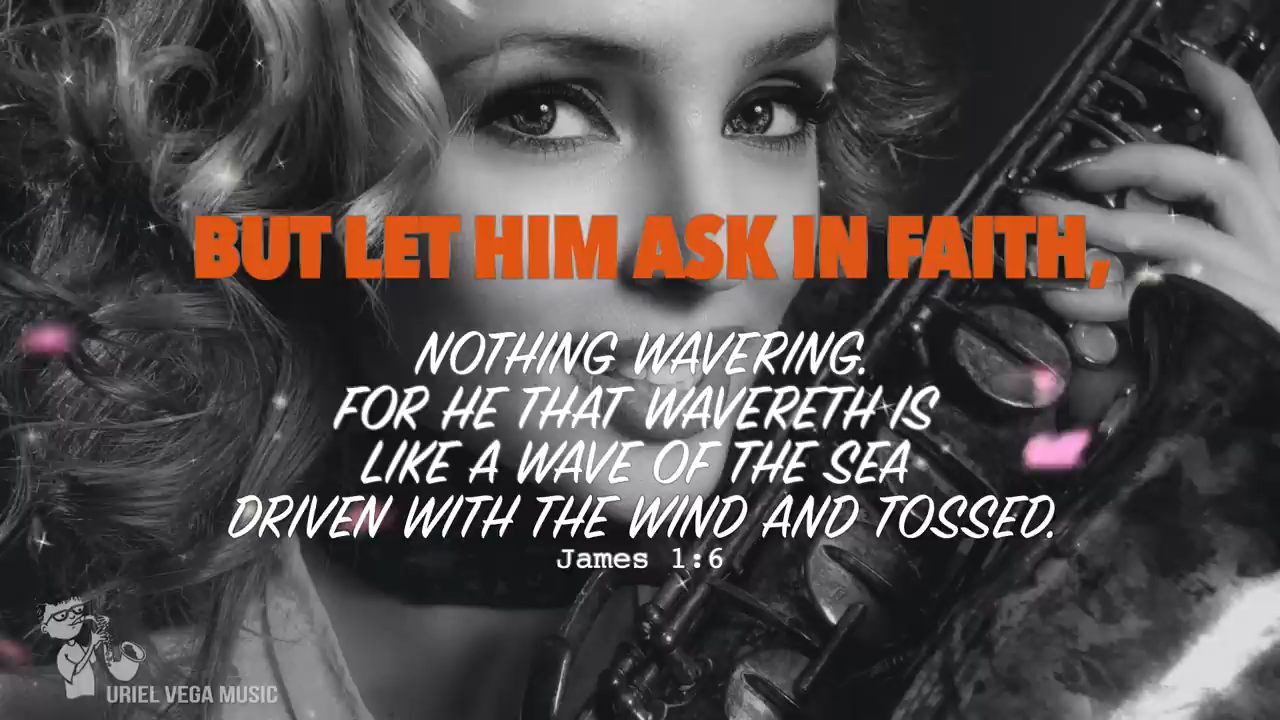 BUT LET HIM ASK IN FAITH,
NOTHING WAVERING.
FOR HE THAT WAVERETH IS
LIKE A WAVE OF THE SEA
DRIVEN WITH THE WIND AND TOSSED.
James 1:6
URIEL VEGA MUSIC